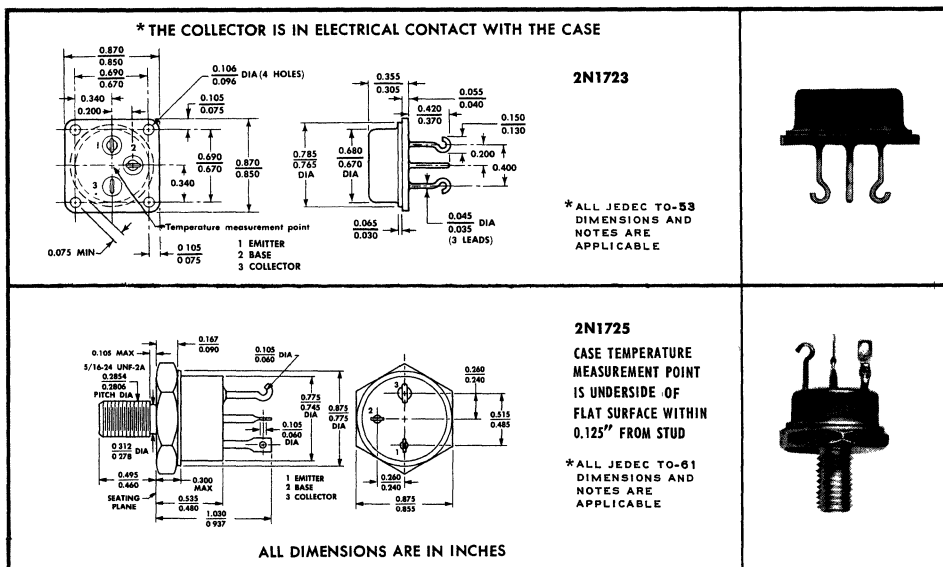 * THE COLLECTOR IS IN ELECTRICAL CONTACT WITH THE CASE
0.870
0.850
0.690
0.670
0.340
0.200
0.106
0.096 DIA (4 HOLES)
0.105
0.075
1
2
3
0.690
0.670
0.340
0.870
0.850
Temperature measurement point
0.075 MIN
0.105
0.075
1 EMITTER
2 BASE
3 COLLECTOR
0.355
0.305
0.055
0.040
0.420
0.370
0.150
0.130
0.200
0.400
0.785
0.765
DIA
0.680
0.670
DIA
0.065
0.030
0.045
0.035 DIA
(3 LEADS)
2N1723
* ALL JEDEC TO-53
DIMENSIONS AND
NOTES ARE
APPLICABLE
0.167
0.090
0.105 MAX
5/16-24 UNF-2A
0.2854
0.2806
PITCH DIA
0.105
0.060 DIA
0.775
0.745
DIA
0.875
0.775
DIA
0.105
0.060
DIA
0.312
0.278 DIA
0.495
0.460
0.300
MAX
SEATING
PLANE
0.535
0.480
1.030
0.937
1 EMITTER
2 BASE
3 COLLECTOR
3
2
1
0.260
0.240
0.515
0.485
0.260
0.240
0.875
0.855
2N1725
CASE TEMPERATURE
MEASUREMENT POINT
IS UNDERSIDE OF
FLAT SURFACE WITHIN
0.125" FROM STUD
* ALL JEDEC TO-61
DIMENSIONS AND
NOTES ARE
APPLICABLE
ALL DIMENSIONS ARE IN INCHES